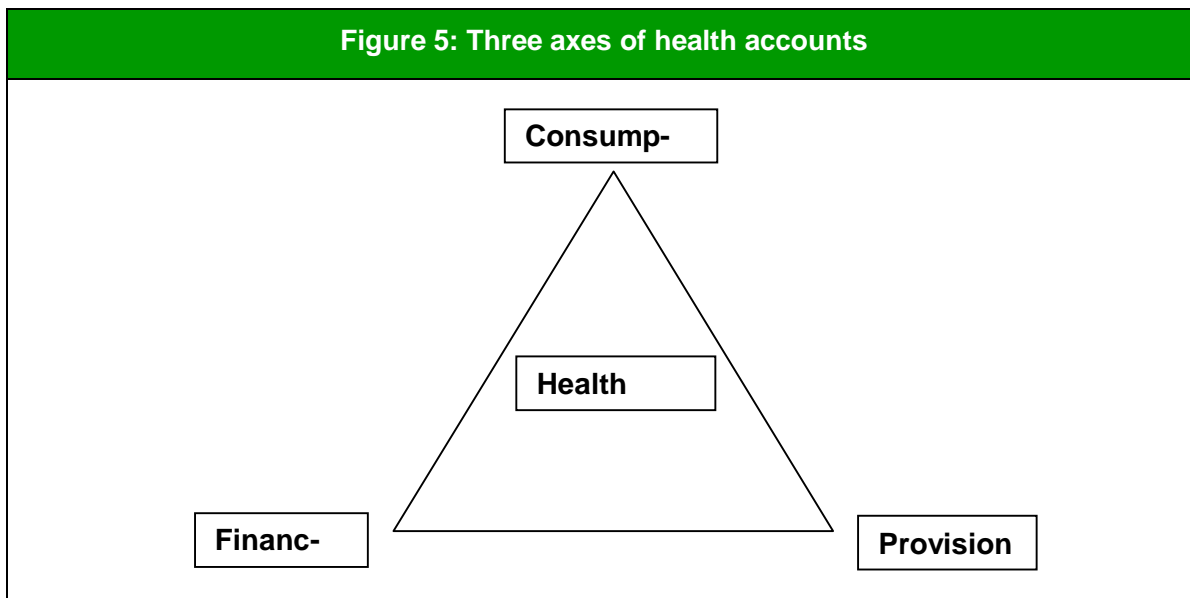 Figure 5: Three axes of health accounts
Consump-
Health
Financ-
Provision